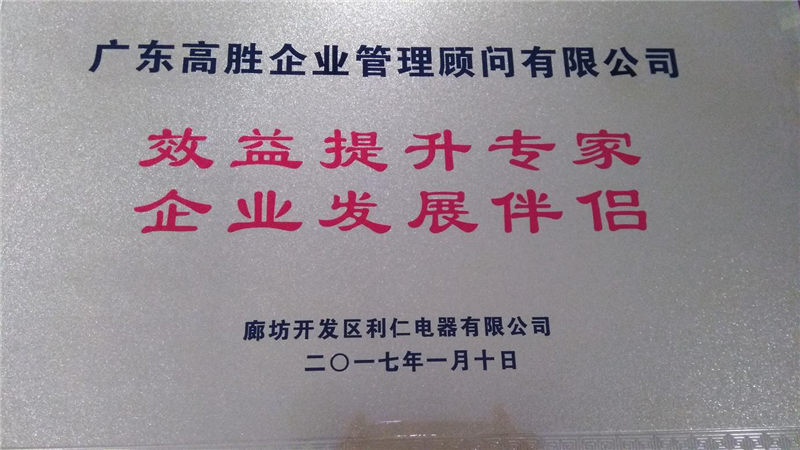 广东高胜企业管理顾问有限公司
效益提升专家
企业发展伴侣
廊坊开发区利仁电器有限公司
二〇一七年一月十日